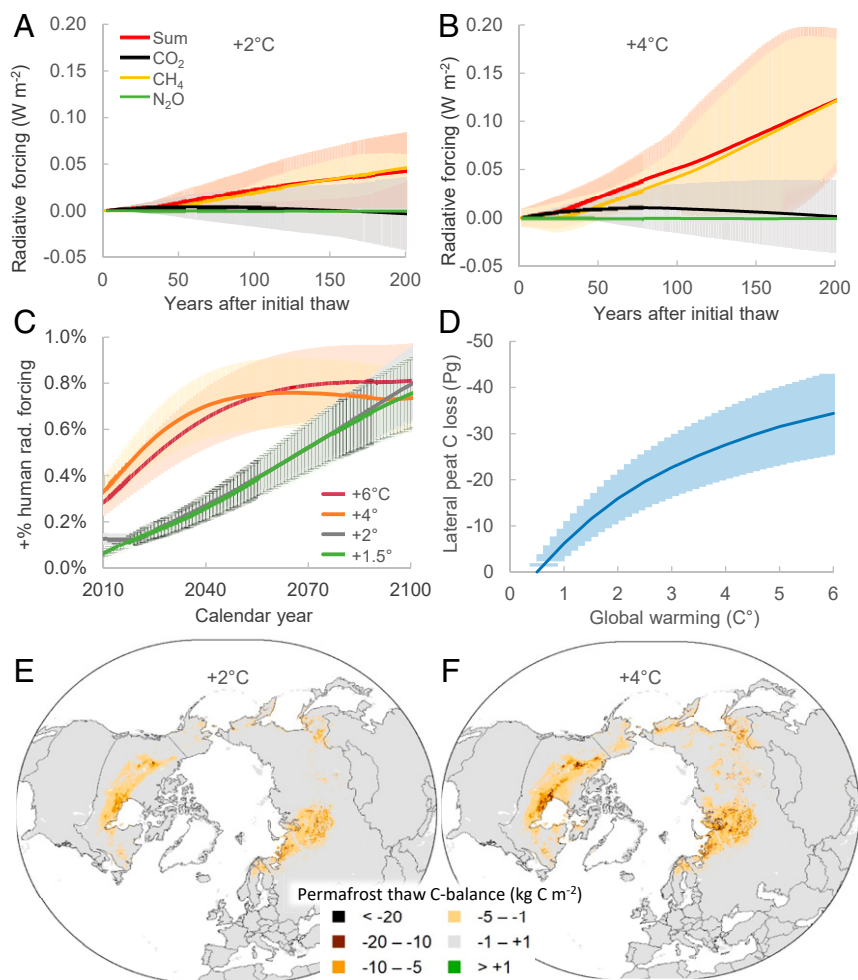 A
+2°C
Sum
CO2
CH4
N2O
Radiative forcing (W m-2)
0.20
0.15
0.10
0.05
0.00
-0.05
0
50
100
150
200
Years after initial thaw
B
+4°C
Radiative forcing (W m-2)
0.20
0.15
0.10
0.05
0.00
-0.05
0
50
100
150
200
Years after initial thaw
C
+% human rad. forcing
1.0%
0.8%
0.6%
0.4%
0.2%
0.0%
+6°C
+4°
+2°
+1.5°
2010
2040
2070
2100
Calendar year
D
Lateral peat C loss (Pg)
-50
-40
-30
-20
-10
0
0
1
2
3
4
5
6
Global warming (C°)
E
+2°C
F
+4°C
Permafrost thaw C-balance (kg C m-2)
< -20
-20 – -10
-10 – -5
-5 – -1
-1 – +1
> +1